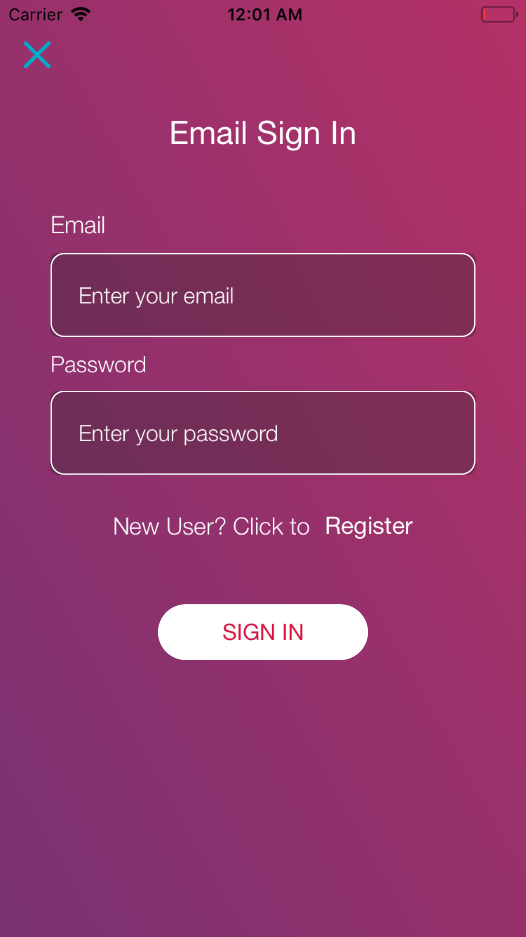 Carrier 12:01 AM
Email Sign In
Email
Enter your email
Password
Enter your password
New User? Click to Register
SIGN IN